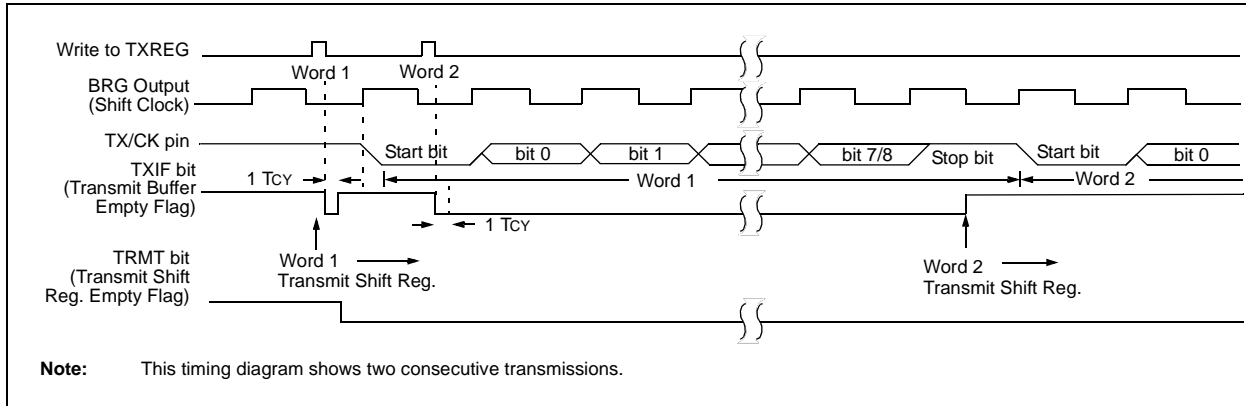 Write to TXREG
Word 1
Word 2
BRG Output
(Shift Clock)
TX/CK pin
Start bit
bit 0
bit 1
bit 7/8
Stop bit
Start bit
bit 0
TXIF bit
(Transmit Buffer
Empty Flag)
1 TCY
Word 1
Word 2
1 TCY
Word 1
Transmit Shift Reg.
Word 2
Transmit Shift Reg.
TRMT bit
(Transmit Shift
Reg. Empty Flag)
Note: This timing diagram shows two consecutive transmissions.